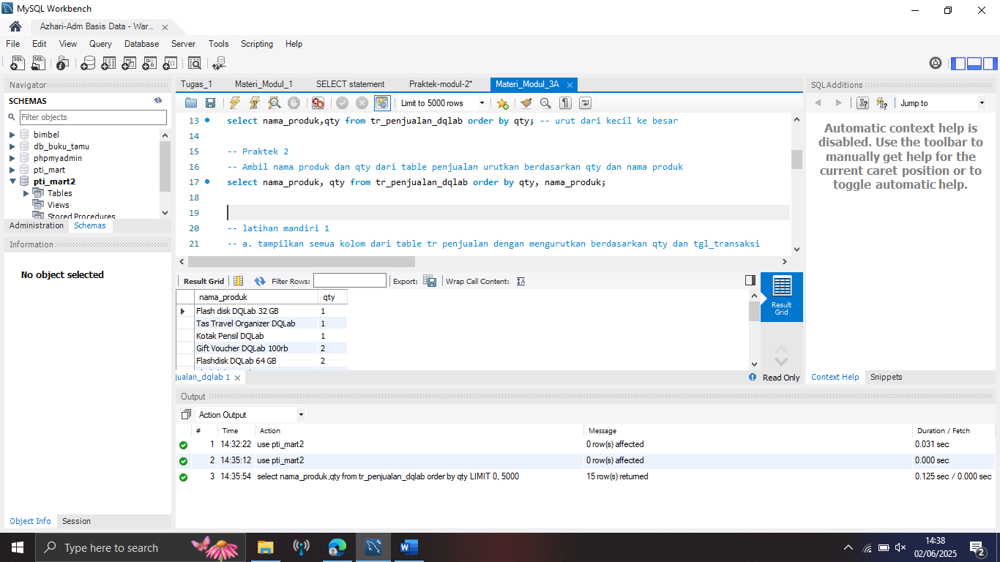 MySQL Workbench
Azhari-Adm Basis Data - War...
File Edit View Query Database Server Tools Scripting Help
Navigator
SCHEMAS
Filter objects
bimbel
db_buku_tamu
phpmyadmin
pti_mart
pti_mart2
Tables
Views
Stored Procedures
Administration Schemas
Information
No object selected
Object Info Session
Tugas_1 Materi_Modul_1 SELECT statement Praktek-modul-2* Materi_Modul_3A
Limit to 5000 rows
13 select nama_produk,qty from tr_penjualan_dqlab order by qty; -- urut dari kecil ke besar
14
15 -- Praktek 2
16 -- Ambil nama produk dan qty dari table penjualan urutkan berdasarkan qty dan nama produk
17 select nama_produk, qty from tr_penjualan_dqlab order by qty, nama_produk;
18
19
20 -- latihan mandiri 1
21 -- a. tampilkan semua kolom dari table tr penjualan dengan mengurutkan berdasarkan qty dan tgl_transaksi
Result Grid Filter Rows: Export: Wrap Cell Content:
nama_produk qty
Flash disk DQLab 32 GB 1
Tas Travel Organizer DQLab 1
Kotak Pensil DQLab 1
Gift Voucher DQLab 100rb 2
Flashdisk DQLab 64 GB 2
Result
Grid
jualan_dqlab 1
Read Only
SQLAdditions
Jump to
Automatic context help is
disabled. Use the toolbar to
manually get help for the
current caret position or to
toggle automatic help.
Context Help Snippets
Output
Action Output
# Time Action Message Duration / Fetch
1 14:32:22 use pti_mart2 0 row(s) affected 0.031 sec
2 14:35:12 use pti_mart2 0 row(s) affected 0.000 sec
3 14:35:54 select nama_produk,qty from tr_penjualan_dqlab order by qty LIMIT 0, 5000 15 row(s) returned 0.125 sec / 0.000 sec
Type here to search
14:38
02/06/2025
2